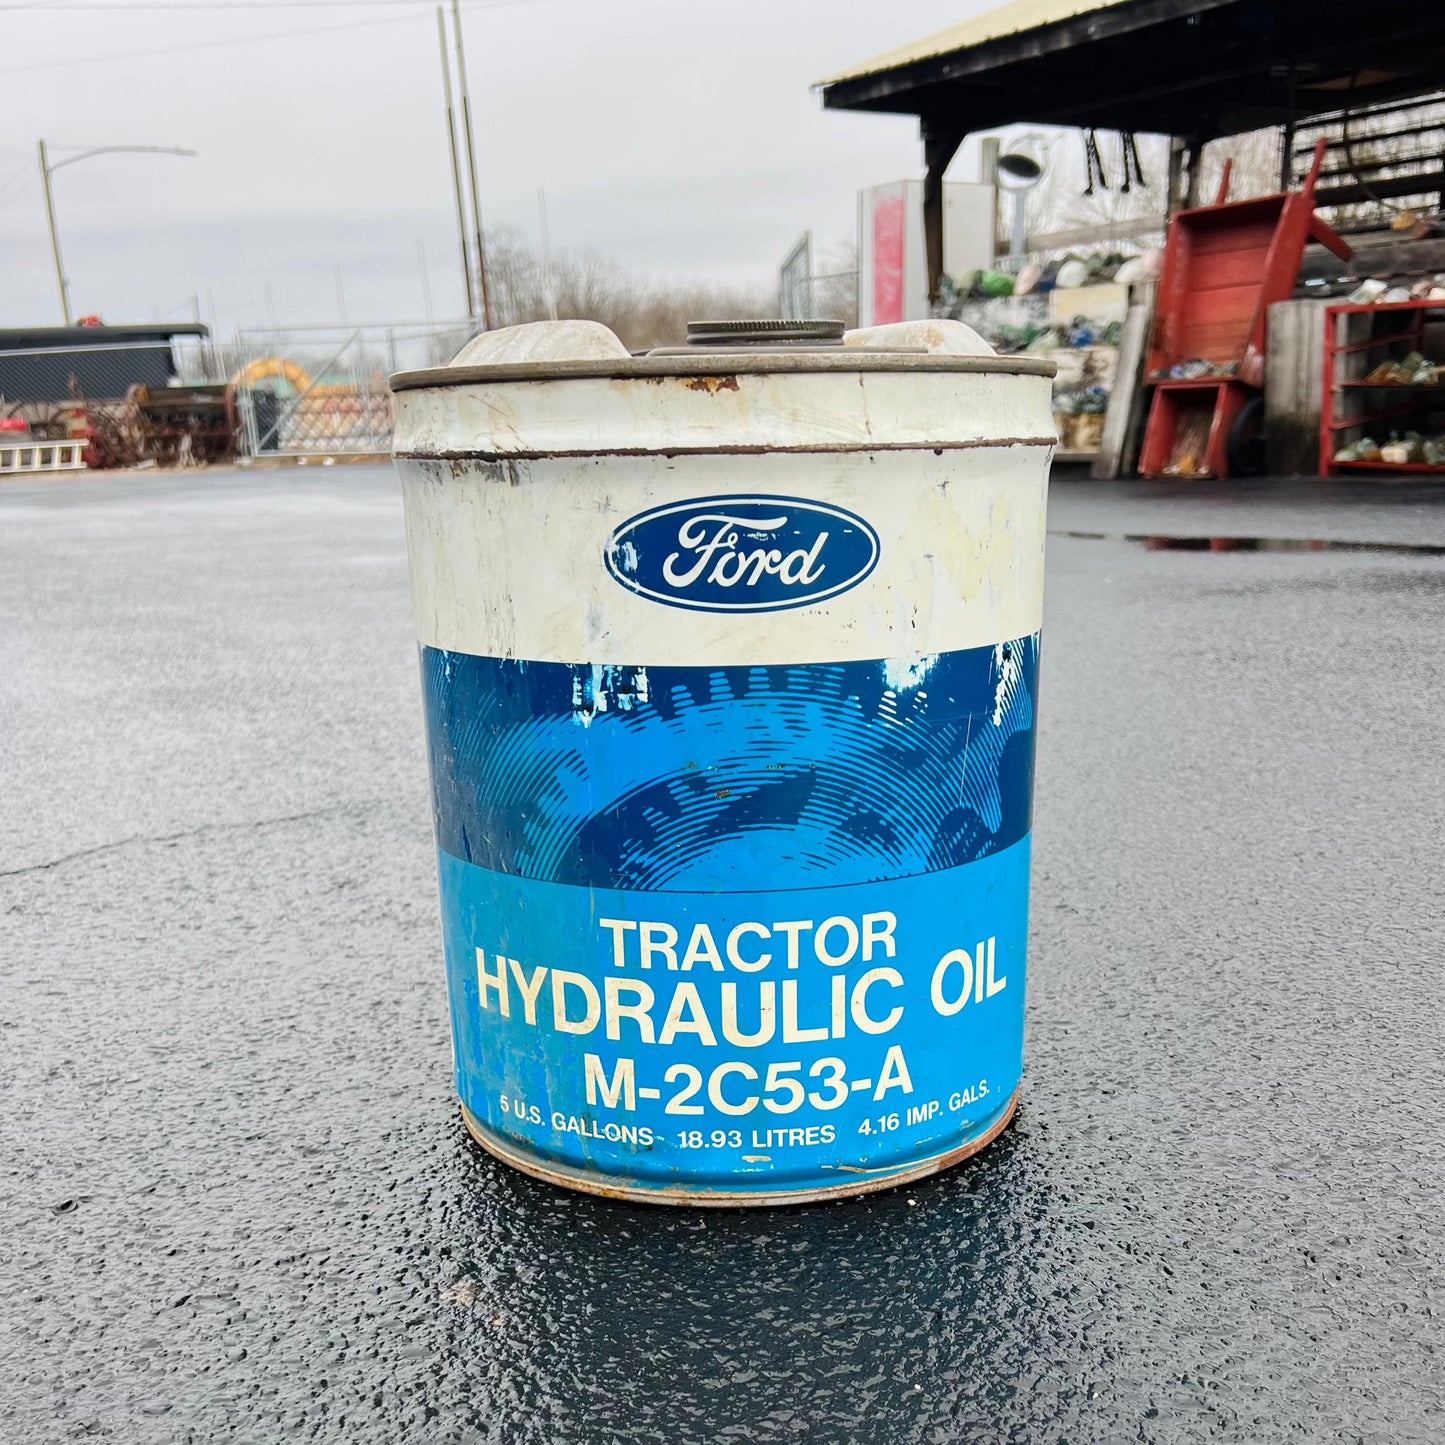 Ford
TRACTOR
HYDRAULIC OIL
M-2C53-A
5 U.S. GALLONS 18.93 LITRES 4.16 IMP. GALS.